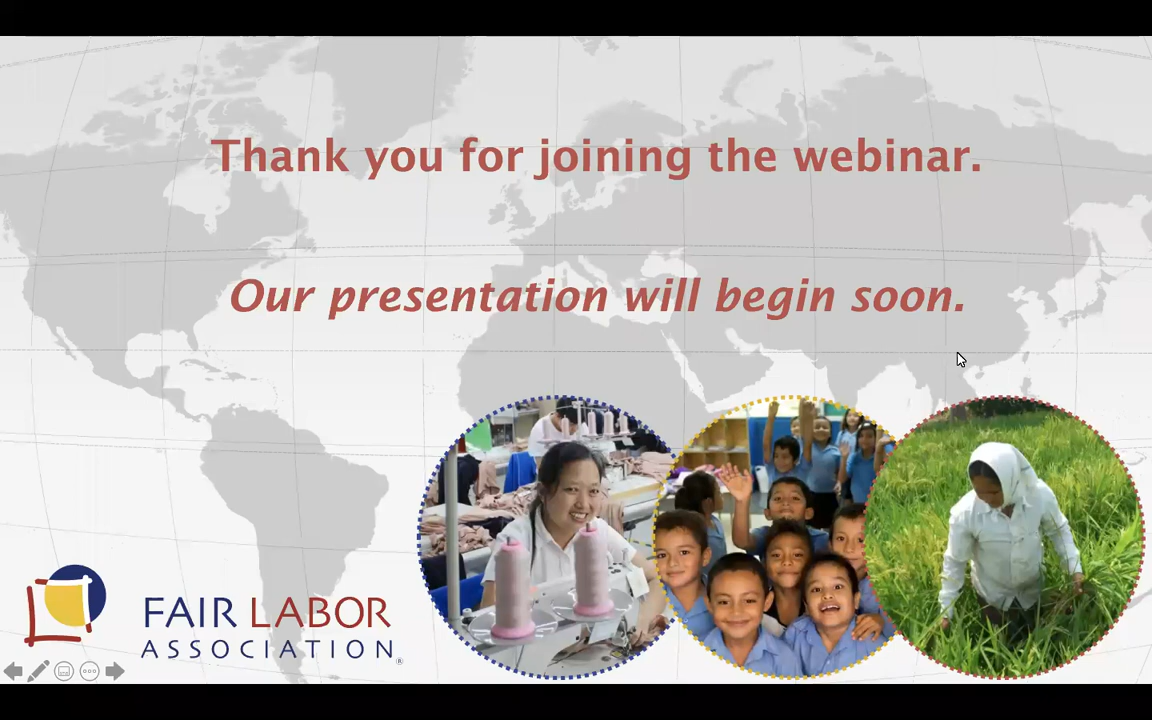 Thank you for joining the webinar.
Our presentation will begin soon.
FAIR LABOR
ASSOCIATION®